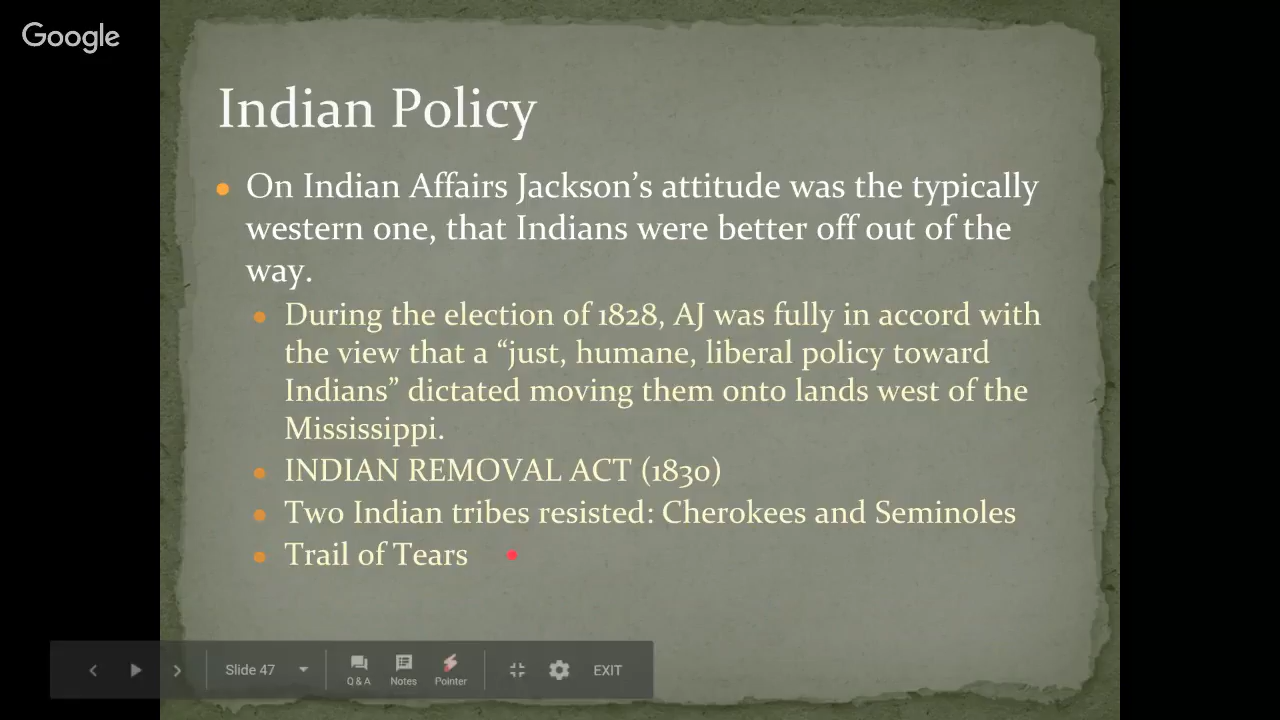 Google
Indian Policy
On Indian Affairs Jackson’s attitude was the typically
western one, that Indians were better off out of the
way.
During the election of 1828, AJ was fully in accord with
the view that a “just, humane, liberal policy toward
Indians” dictated moving them onto lands west of the
Mississippi.
INDIAN REMOVAL ACT (1830)
Two Indian tribes resisted: Cherokees and Seminoles
Trail of Tears
Slide 47
Q & A
Notes
Pointer
EXIT